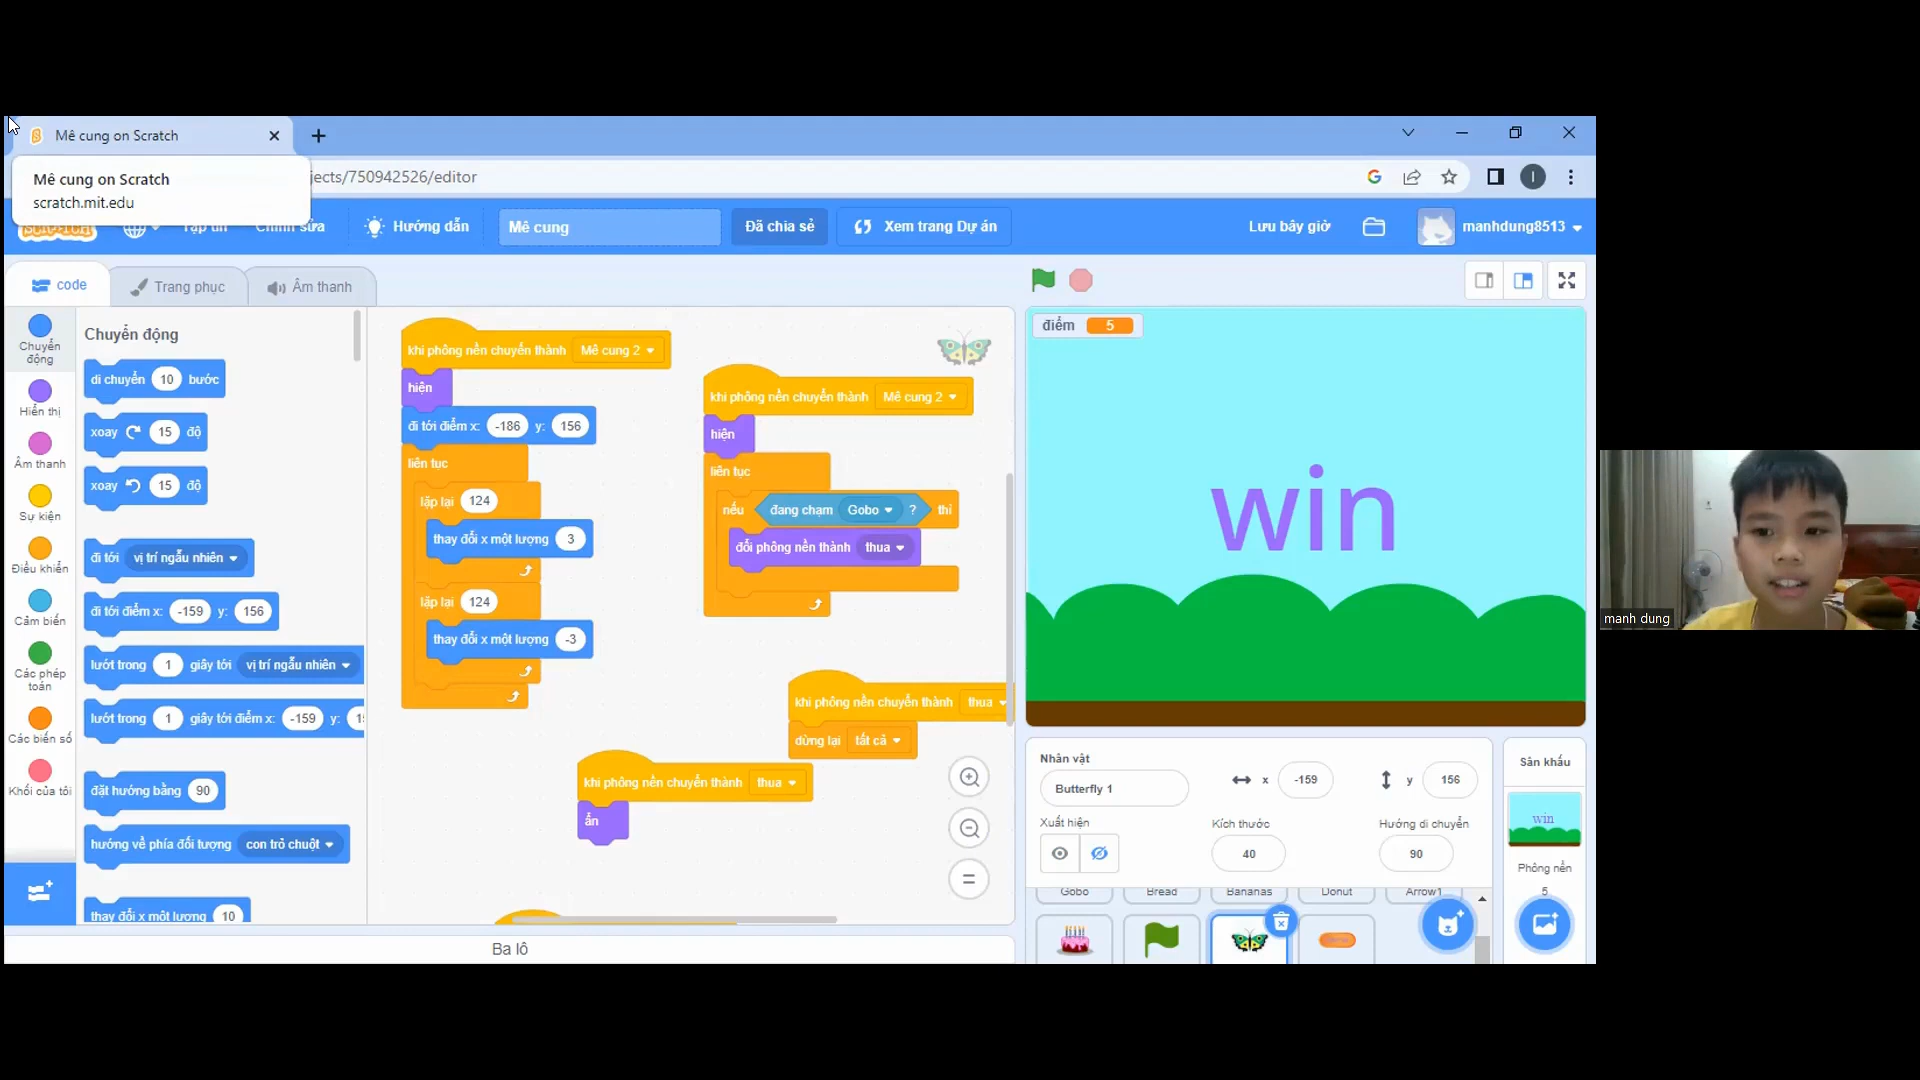 Mê cung on Scratch
Mê cung on Scratch
scratch.mit.edu
jects/750942526/editor
SCRATCH
Tập tin
Chỉnh sửa
Hướng dẫn
Mê cung
Đã chia sẻ
Xem trang Dự án
Lưu bây giờ
manhdung8513
code
Trang phục
Âm thanh
Chuyển động
Hiển thị
Âm thanh
Sự kiện
Điều khiển
Cảm biến
Các phép toán
Các biến số
Khối của tôi
Chuyển động
di chuyển 10 bước
xoay 15 độ
xoay 15 độ
đi tới vị trí ngẫu nhiên
đi tới điểm x: -159 y: 156
lướt trong 1 giây tới vị trí ngẫu nhiên
lướt trong 1 giây tới điểm x: -159 y:
đặt hướng bằng 90
hướng về phía đối tượng con trỏ chuột
thay đổi x một lượng 10
khi phông nền chuyển thành Mê cung 2
hiện
đi tới điểm x: -186 y: 156
liên tục
lặp lại 124
thay đổi x một lượng 3
lặp lại 124
thay đổi x một lượng -3
khi phông nền chuyển thành Mê cung 2
hiện
liên tục
nếu đang chạm Gobo ? thì
đổi phông nền thành thua
khi phông nền chuyển thành thua
dừng lại tất cả
khi phông nền chuyển thành thua
ẩn
Ba lô
điểm 5
win
Nhân vật
Butterfly 1
x -159
y 156
Xuất hiện
Kích thước
40
Hướng di chuyển
90
Gobo
Bread
Bananas
Donut
Arrow1
Sân khấu
win
Phông nền
5
I
manh dung